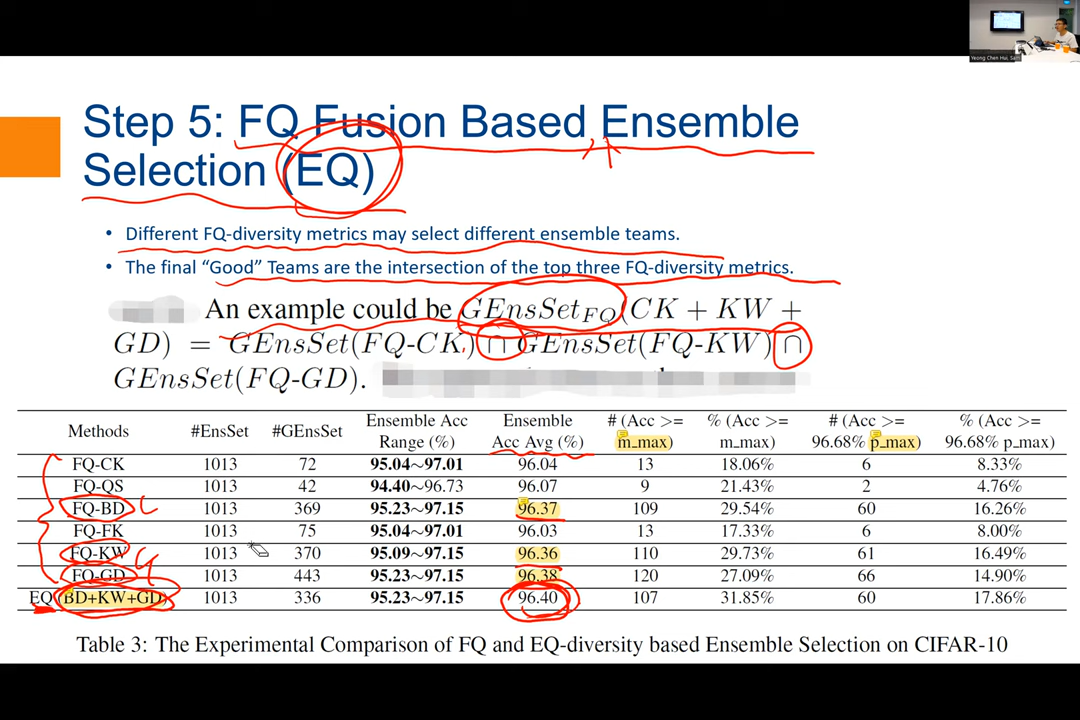 Yeong Chen Hui, Sam
Step 5: FQ Fusion Based Ensemble
Selection (EQ)
• Different FQ-diversity metrics may select different ensemble teams.
• The final “Good” Teams are the intersection of the top three FQ-diversity metrics.
An example could be GEnsSet_FQ(CK + KW +
GD) = GEnsSet(FQ-CK) ∩ GEnsSet(FQ-KW) ∩
GEnsSet(FQ-GD).
Methods #EnsSet #GEnsSet Ensemble Acc Range (%) Ensemble Acc Avg (%) # (Acc >= m_max) % (Acc >= m_max) # (Acc >= 96.68% p_max) % (Acc >= 96.68% p_max)
FQ-CK 1013 72 95.04~97.01 96.04 13 18.06% 6 8.33%
FQ-QS 1013 42 94.40~96.73 96.07 9 21.43% 2 4.76%
FQ-BD 1013 369 95.23~97.15 96.37 109 29.54% 60 16.26%
FQ-FK 1013 75 95.04~97.01 96.03 13 17.33% 6 8.00%
FQ-KW 1013 370 95.09~97.15 96.36 110 29.73% 61 16.49%
FQ-GD 1013 443 95.23~97.15 96.38 120 27.09% 66 14.90%
EQ (BD+KW+GD) 1013 336 95.23~97.15 96.40 107 31.85% 60 17.86%
Table 3: The Experimental Comparison of FQ and EQ-diversity based Ensemble Selection on CIFAR-10